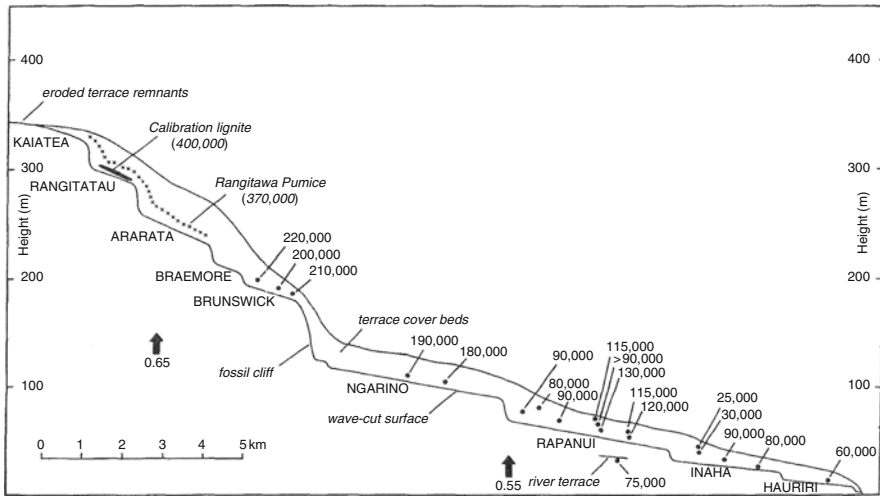 400
400
eroded terrace remnants
Calibration lignite
(400,000)
KAIATEA
300
300
RANGITATAU
Rangitawa Pumice
(370,000)
Height (m)
Height (m)
ARARATA
220,000
200,000
210,000
BRAEMORE
200
200
BRUNSWICK
terrace cover beds
0.65
fossil cliff
190,000
180,000
90,000
115,000
>90,000
130,000
NGARINO
80,000
90,000
115,000
120,000
100
100
25,000
30,000
wave-cut surface
90,000
80,000
RAPANUI
60,000
0 1 2 3 4 5 km
INAHA
0.55
river terrace
75,000
HAURIRI